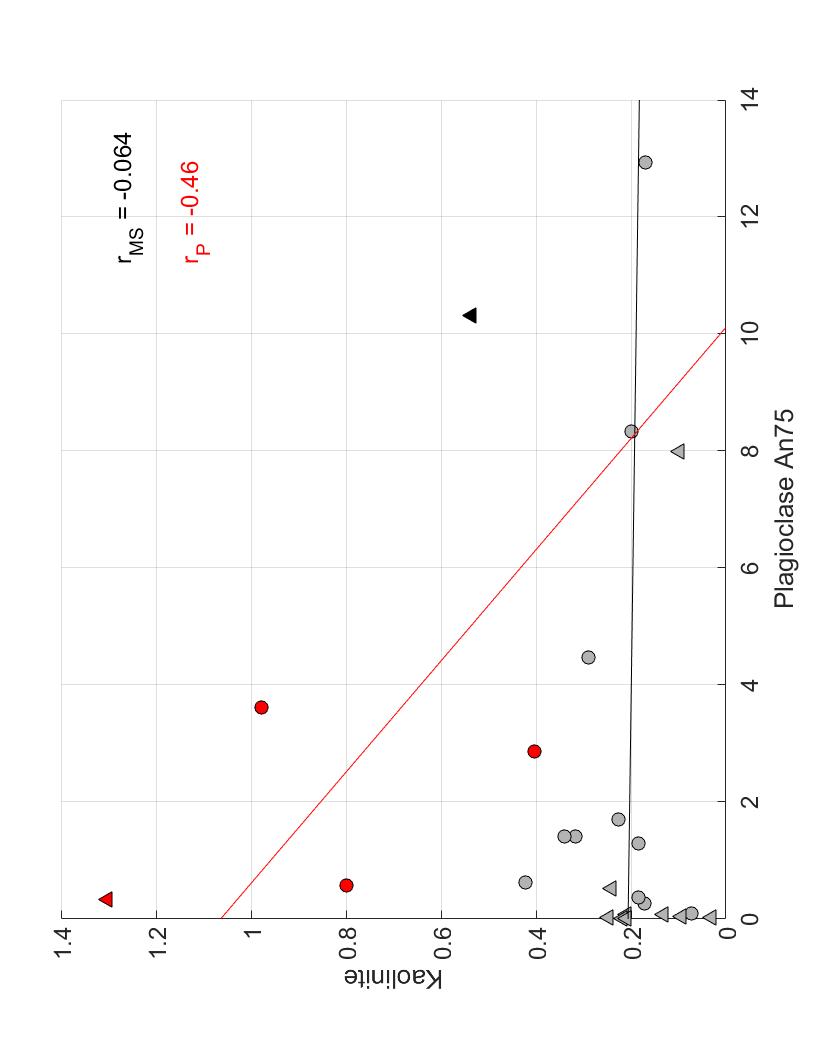 1.4
1.2
1
0.8
0.6
0.4
0.2
0
0 2 4 6 8 10 12 14
Kaolinite
Plagioclase An75
r_MS = -0.064
r_P = -0.46